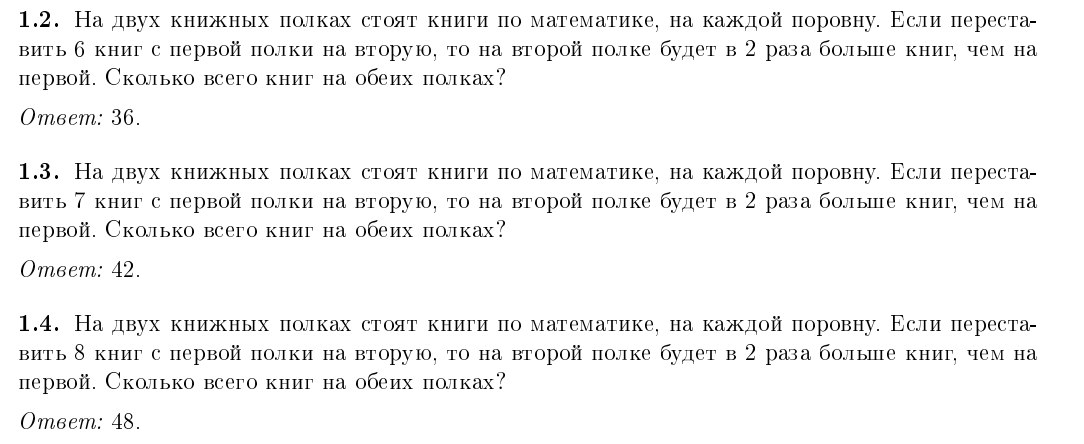 1.2. На двух книжных полках стоят книги по математике, на каждой поровну. Если переста-
вить 6 книг с первой полки на вторую, то на второй полке будет в 2 раза больше книг, чем на
первой. Сколько всего книг на обеих полках?
Ответ: 36.
1.3. На двух книжных полках стоят книги по математике, на каждой поровну. Если переста-
вить 7 книг с первой полки на вторую, то на второй полке будет в 2 раза больше книг, чем на
первой. Сколько всего книг на обеих полках?
Ответ: 42.
1.4. На двух книжных полках стоят книги по математике, на каждой поровну. Если переста-
вить 8 книг с первой полки на вторую, то на второй полке будет в 2 раза больше книг, чем на
первой. Сколько всего книг на обеих полках?
Ответ: 48.